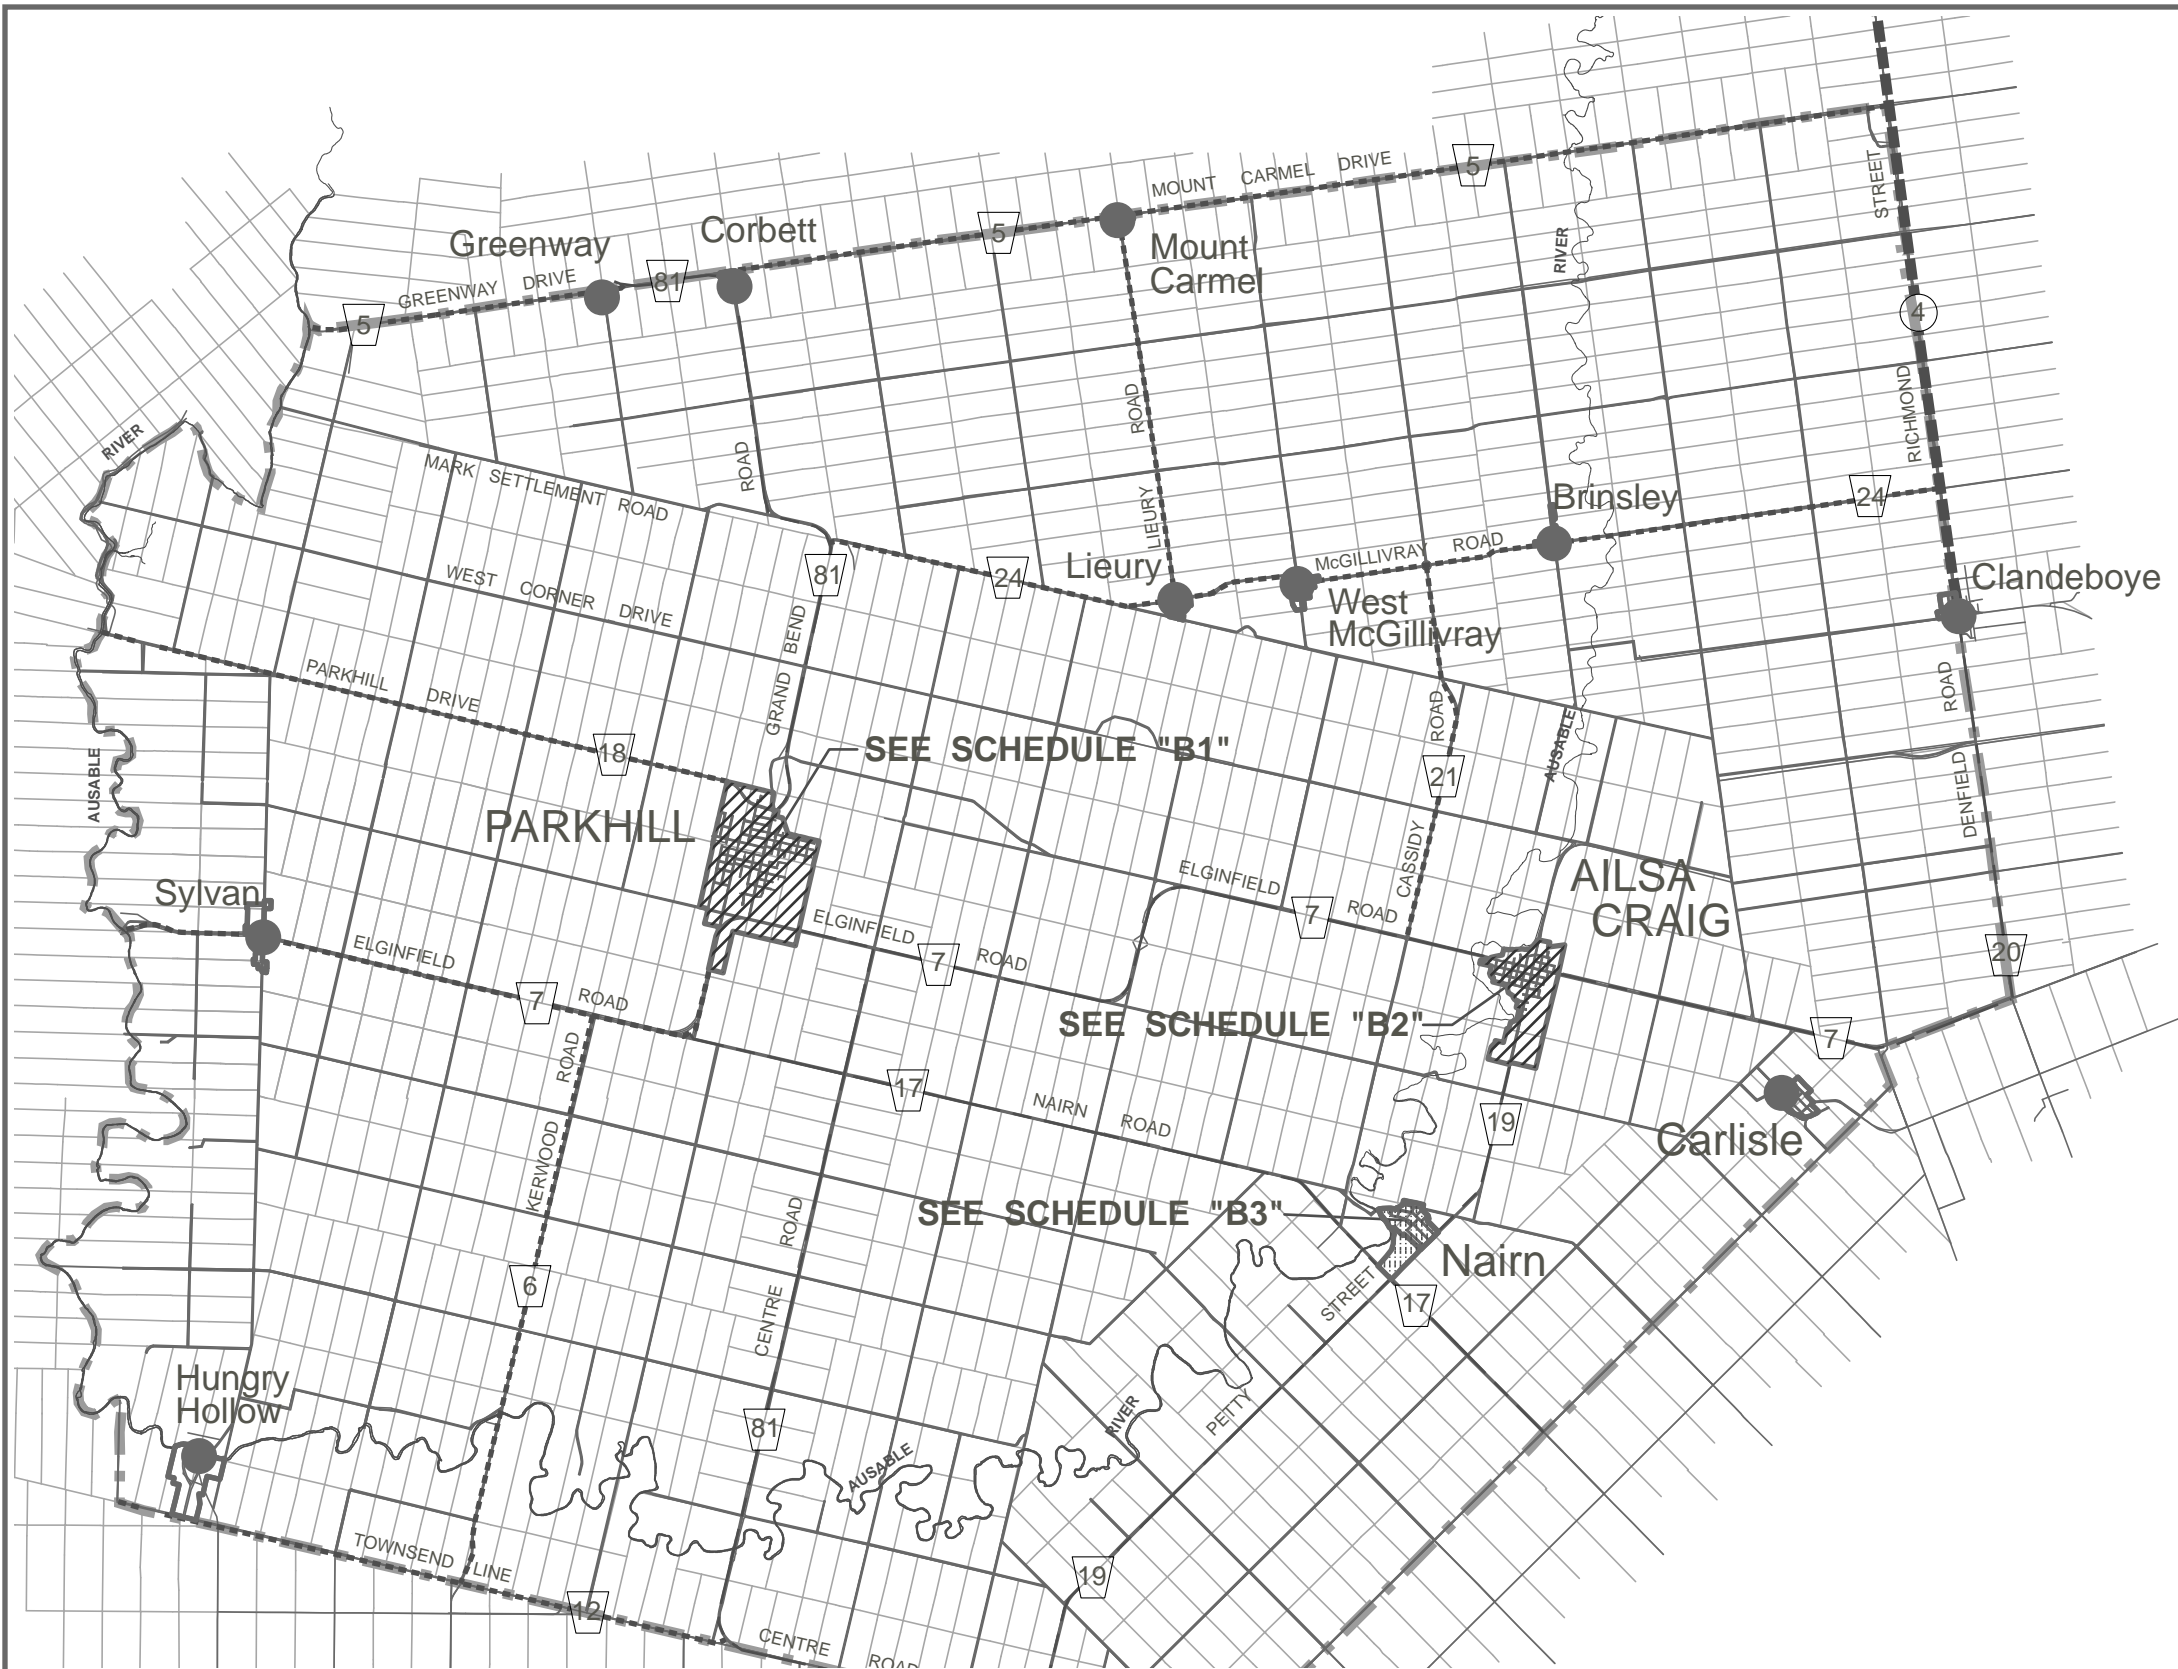 MOUNT CARMEL DRIVE
5
STREET
Corbett
5
Greenway
Mount
Carmel
RIVER
81
GREENWAY DRIVE
5
4
ROAD
RICHMOND
RIVER
MARK SETTLEMENT ROAD
ROAD
LIEURY
Brinsley
24
McGILLIVRAY ROAD
Lieury
24
81
WEST CORNER DRIVE
West
McGillivray
Clandeboye
GRAND BEND
PARKHILL DRIVE
ROAD
ROAD
AUSABLE
18
SEE SCHEDULE "B1"
21
AUSABLE
DENFIELD
PARKHILL
CASSIDY
ELGINFIELD ROAD
7
AILSA
CRAIG
Sylvan
ELGINFIELD ROAD
7
ELGINFIELD ROAD
7
20
SEE SCHEDULE "B2"
7
ROAD
17
NAIRN ROAD
19
Carlisle
KERWOOD
ROAD
SEE SCHEDULE "B3"
Nairn
6
STREET
17
CENTRE
Hungry
Hollow
81
RIVER
PETTY
AUSABLE
TOWNSEND LINE
12
19
CENTRE ROAD